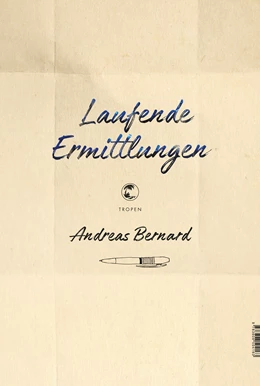 Laufende
Ermittlungen
TROPEN
Andreas Bernard